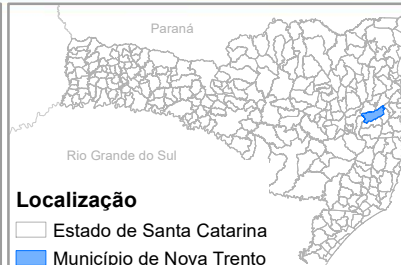 Paraná
Rio Grande do Sul
Localização
Estado de Santa Catarina
Município de Nova Trento